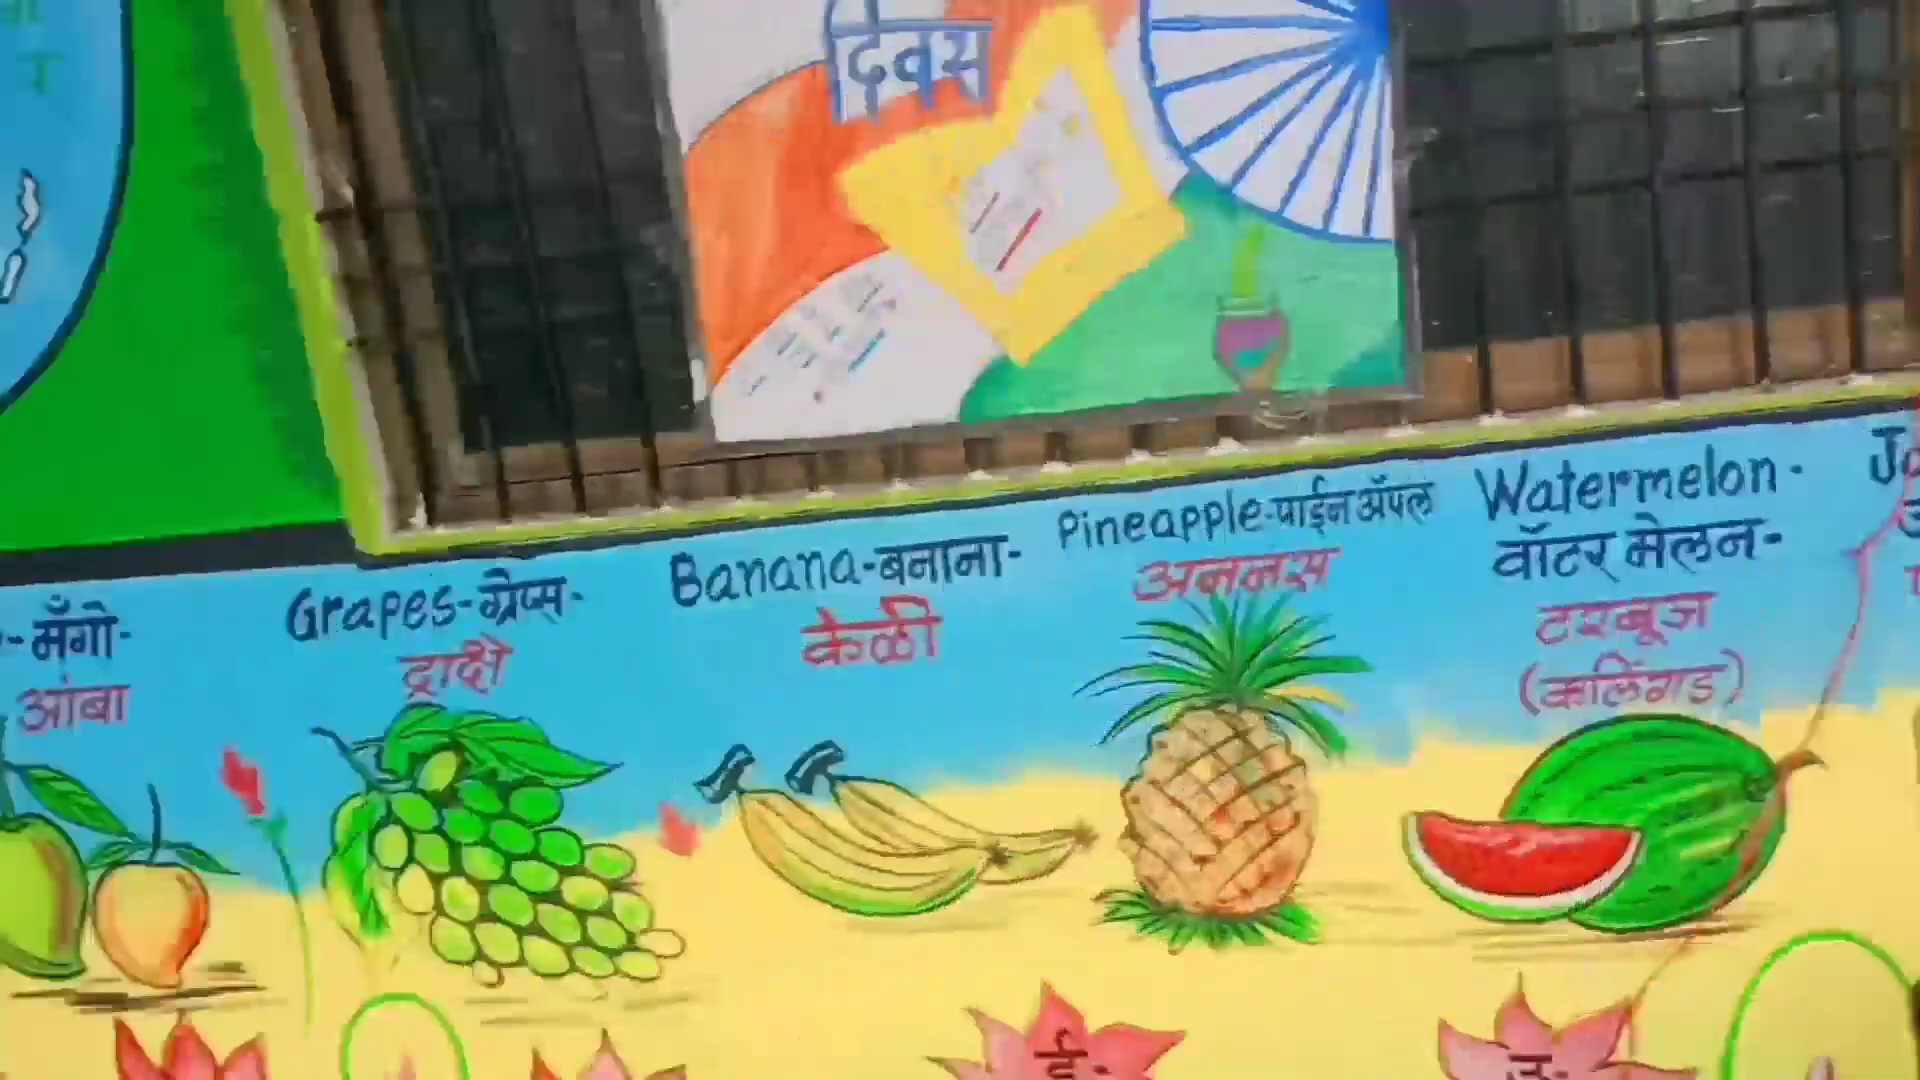 दिवस
मँगो-
आंबा
Grapes-ग्रेप्स-
द्राक्षे
Banana-बनाना-
केळी
Pineapple-पाईनॲपल
अननस
Watermelon-
वॉटर मेलन-
टरबूज
(कलिंगड)
ई-